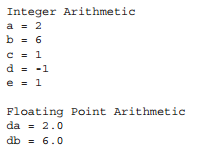 Integer Arithmetic
a = 2
b = 6
c = 1
d = -1
e = 1
Floating Point Arithmetic
da = 2.0
db = 6.0